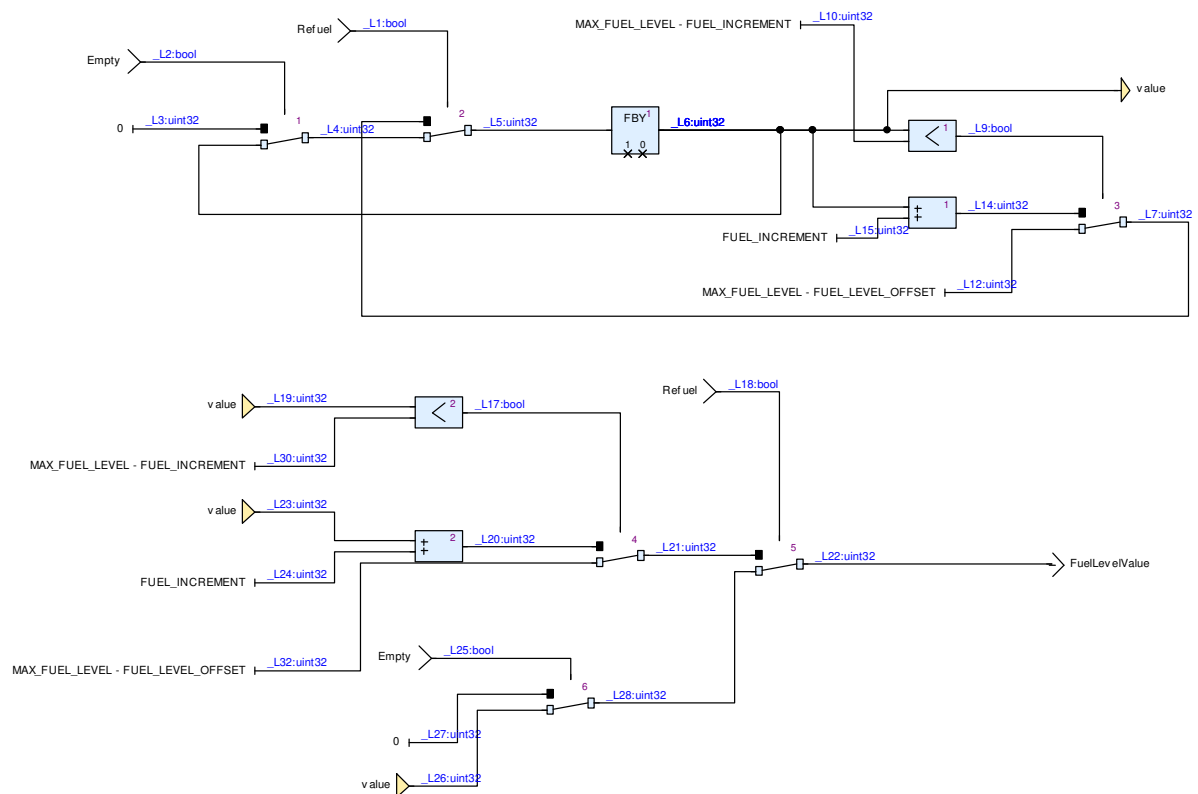 MAX_FUEL_LEVEL - FUEL_INCREMENT
_L10:uint32
Refuel
_L1:bool
Empty
_L2:bool
value
0
_L3:uint32
1
_L4:uint32
2
_L5:uint32
FBY
1
1 0
_L6:uint32
<
1
_L9:bool
+
+
1
_L14:uint32
3
_L7:uint32
FUEL_INCREMENT
_L15:uint32
MAX_FUEL_LEVEL - FUEL_LEVEL_OFFSET
_L12:uint32
Refuel
_L18:bool
value
_L19:uint32
<
2
_L17:bool
MAX_FUEL_LEVEL - FUEL_INCREMENT
_L30:uint32
value
_L23:uint32
+
+
2
_L20:uint32
4
_L21:uint32
5
_L22:uint32
FuelLevelValue
FUEL_INCREMENT
_L24:uint32
MAX_FUEL_LEVEL - FUEL_LEVEL_OFFSET
_L32:uint32
Empty
_L25:bool
6
_L28:uint32
0
_L27:uint32
value
_L26:uint32